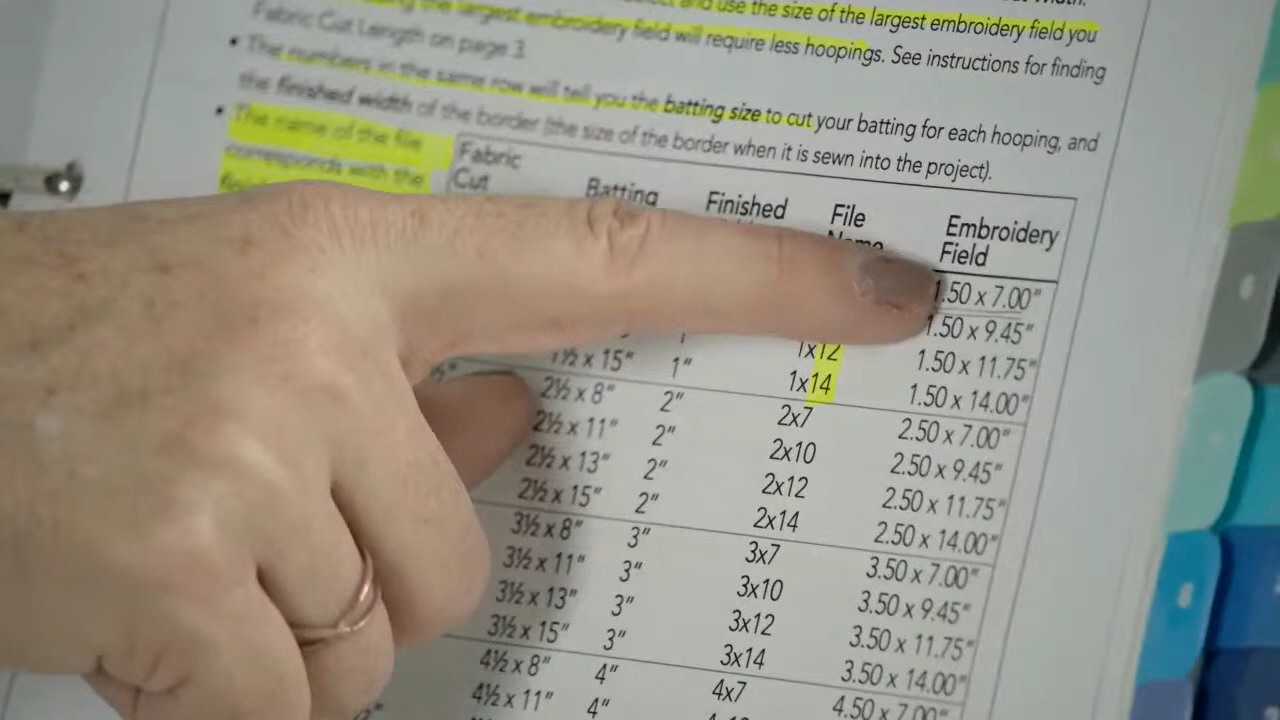 and use the size of the largest embroidery field you
the largest embroidery field will require less hoopings. See instructions for finding
Fabric Cut Length on page 3.
• The numbers in the same row will tell you the batting size to cut your batting for each hooping, and
the finished width of the border (the size of the border when it is sewn into the project).
• The name of the file
corresponds with the
Fabric
Cut
Batting
Finished
File
Name
Embroidery
Field
1.50 x 7.00"
1.50 x 9.45"
1x12 1.50 x 11.75"
1½ x 15" 1" 1x14 1.50 x 14.00"
2½ x 8" 2" 2x7 2.50 x 7.00"
2½ x 11" 2" 2x10 2.50 x 9.45"
2½ x 13" 2" 2x12 2.50 x 11.75"
2½ x 15" 2" 2x14 2.50 x 14.00"
3½ x 8" 3" 3x7 3.50 x 7.00"
3½ x 11" 3" 3x10 3.50 x 9.45"
3½ x 13" 3" 3x12 3.50 x 11.75"
3½ x 15" 3" 3x14 3.50 x 14.00"
4½ x 8" 4" 4x7 4.50 x 7.00"
4½ x 11" 4"